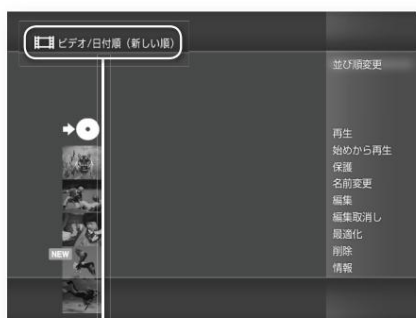 ビデオ/日付順（新しい順）
並び順変更
再生
始めから再生
保護
名前変更
編集
編集取消し
最適化
削除
情報
NEW